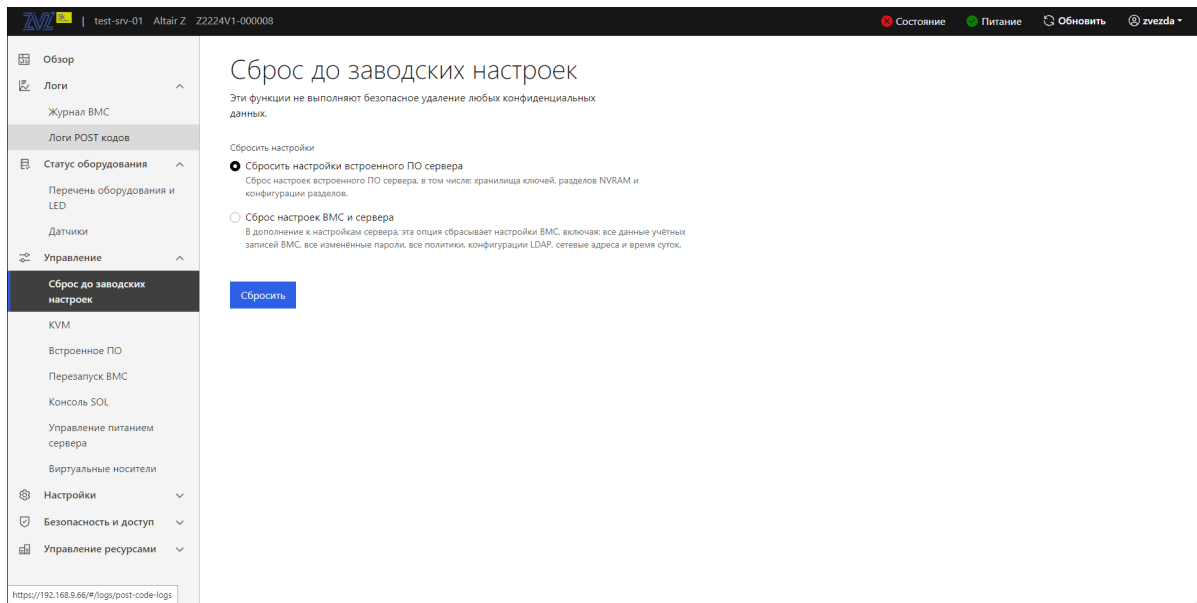 ZVZ
| test-srv-01 Altair Z Z2224V1-000008
Состояние
Питание
Обновить
zvezda
Обзор
Логи
Журнал BMC
Логи POST кодов
Статус оборудования
Перечень оборудования и
LED
Датчики
Управление
Сброс до заводских
настроек
KVM
Встроенное ПО
Перезапуск BMC
Консоль SOL
Управление питанием
сервера
Виртуальные носители
Настройки
Безопасность и доступ
Управление ресурсами
https://192.168.9.66/#/logs/post-code-logs
Сброс до заводских настроек
Эти функции не выполняют безопасное удаление любых конфиденциальных
данных.
Сбросить настройки
Сбросить настройки встроенного ПО сервера
Сброс настроек встроенного ПО сервера, в том числе: хранилища ключей, разделов NVRAM и
конфигурации разделов.
Сброс настроек BMC и сервера
В дополнение к настройкам сервера, эта опция сбрасывает настройки BMC, включая: все данные учётных
записей BMC, все изменённые пароли, все политики, конфигурации LDAP, сетевые адреса и время суток.
Сбросить